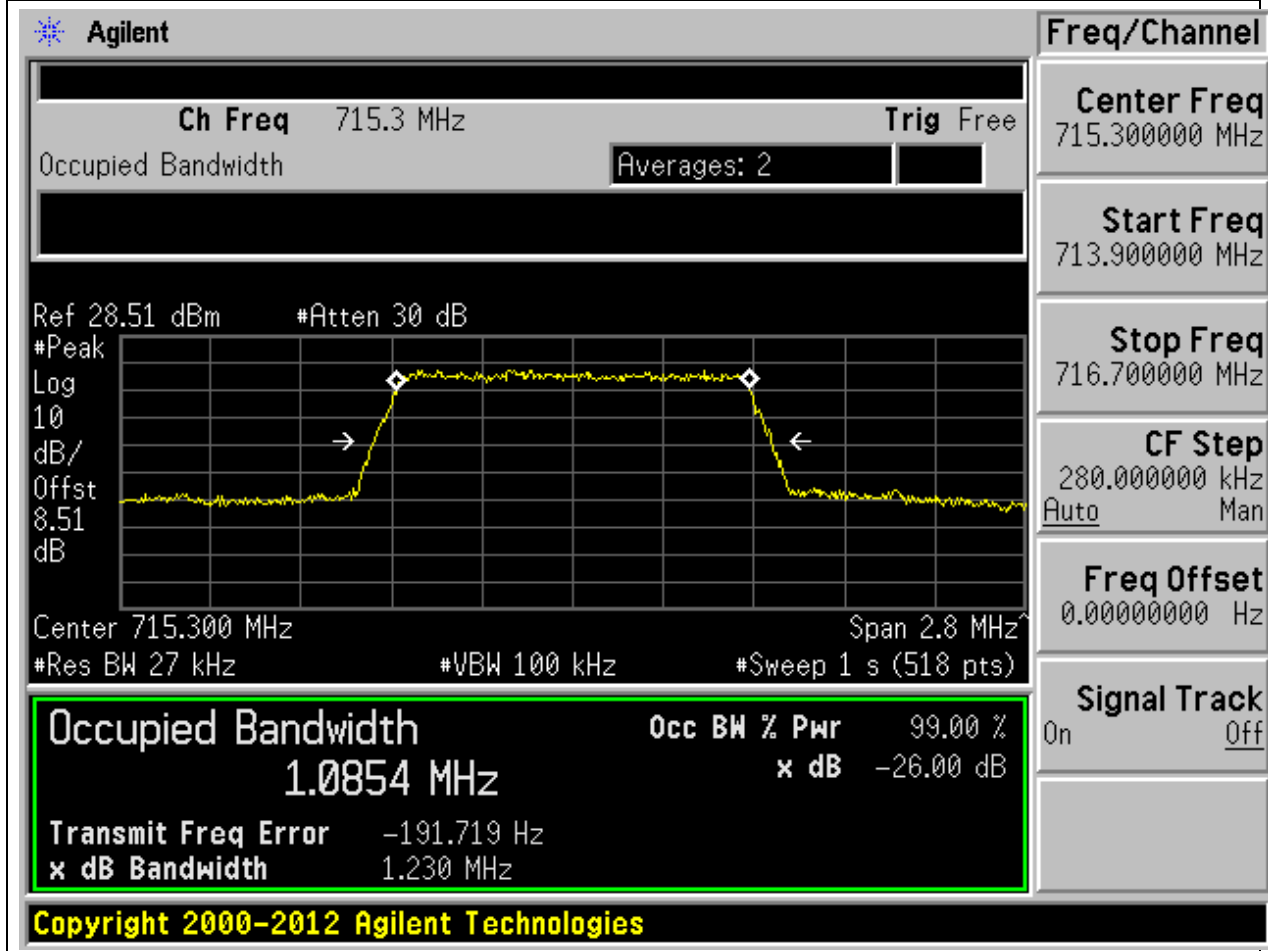 Agilent
Freq/Channel
Ch Freq 715.3 MHz Trig Free
Occupied Bandwidth Averages: 2
Ref 28.51 dBm #Atten 30 dB
#Peak
Log
10
dB/
Offst
8.51
dB
Center 715.300 MHz Span 2.8 MHz^
#Res BW 27 kHz #VBW 100 kHz #Sweep 1 s (518 pts)
Occupied Bandwidth Occ BW % Pwr 99.00 %
1.0854 MHz x dB -26.00 dB
Transmit Freq Error -191.719 Hz
x dB Bandwidth 1.230 MHz
Copyright 2000-2012 Agilent Technologies
Center Freq
715.300000 MHz
Start Freq
713.900000 MHz
Stop Freq
716.700000 MHz
CF Step
280.000000 kHz
Auto Man
Freq Offset
0.00000000 Hz
Signal Track
On Off